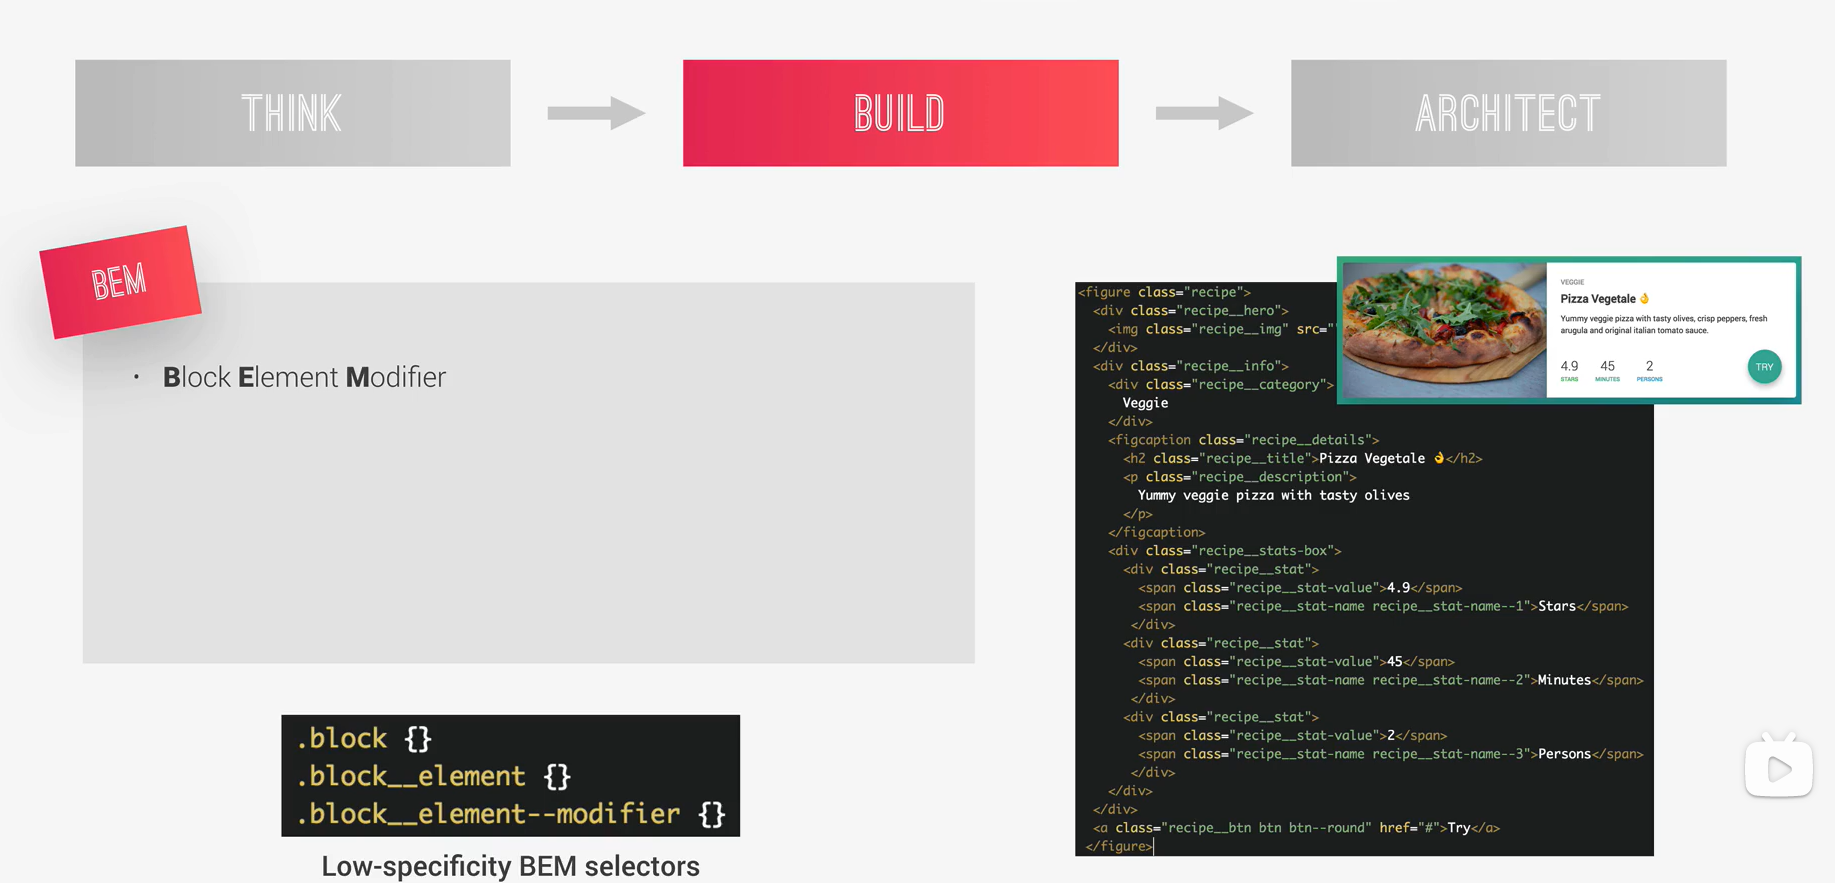 THINK
BUILD
ARCHITECT
BEM
• Block Element Modifier
.block {}
.block__element {}
.block__element--modifier {}
Low-specificity BEM selectors
<figure class="recipe">
<div class="recipe__hero">
<img class="recipe__img" src="
</div>
<div class="recipe__info">
<div class="recipe__category">
Veggie
</div>
<figcaption class="recipe__details">
<h2 class="recipe__title">Pizza Vegetale 👌</h2>
<p class="recipe__description">
Yummy veggie pizza with tasty olives
</p>
</figcaption>
<div class="recipe__stats-box">
<div class="recipe__stat">
<span class="recipe__stat-value">4.9</span>
<span class="recipe__stat-name recipe__stat-name--1">Stars</span>
</div>
<div class="recipe__stat">
<span class="recipe__stat-value">45</span>
<span class="recipe__stat-name recipe__stat-name--2">Minutes</span>
</div>
<div class="recipe__stat">
<span class="recipe__stat-value">2</span>
<span class="recipe__stat-name recipe__stat-name--3">Persons</span>
</div>
</div>
</div>
<a class="recipe__btn btn btn--round" href="#">Try</a>
</figure>
VEGGIE
Pizza Vegetale 👌
Yummy veggie pizza with tasty olives, crisp peppers, fresh
arugula and original italian tomato sauce.
4.9 45 2
STARS MINUTES PERSONS
TRY